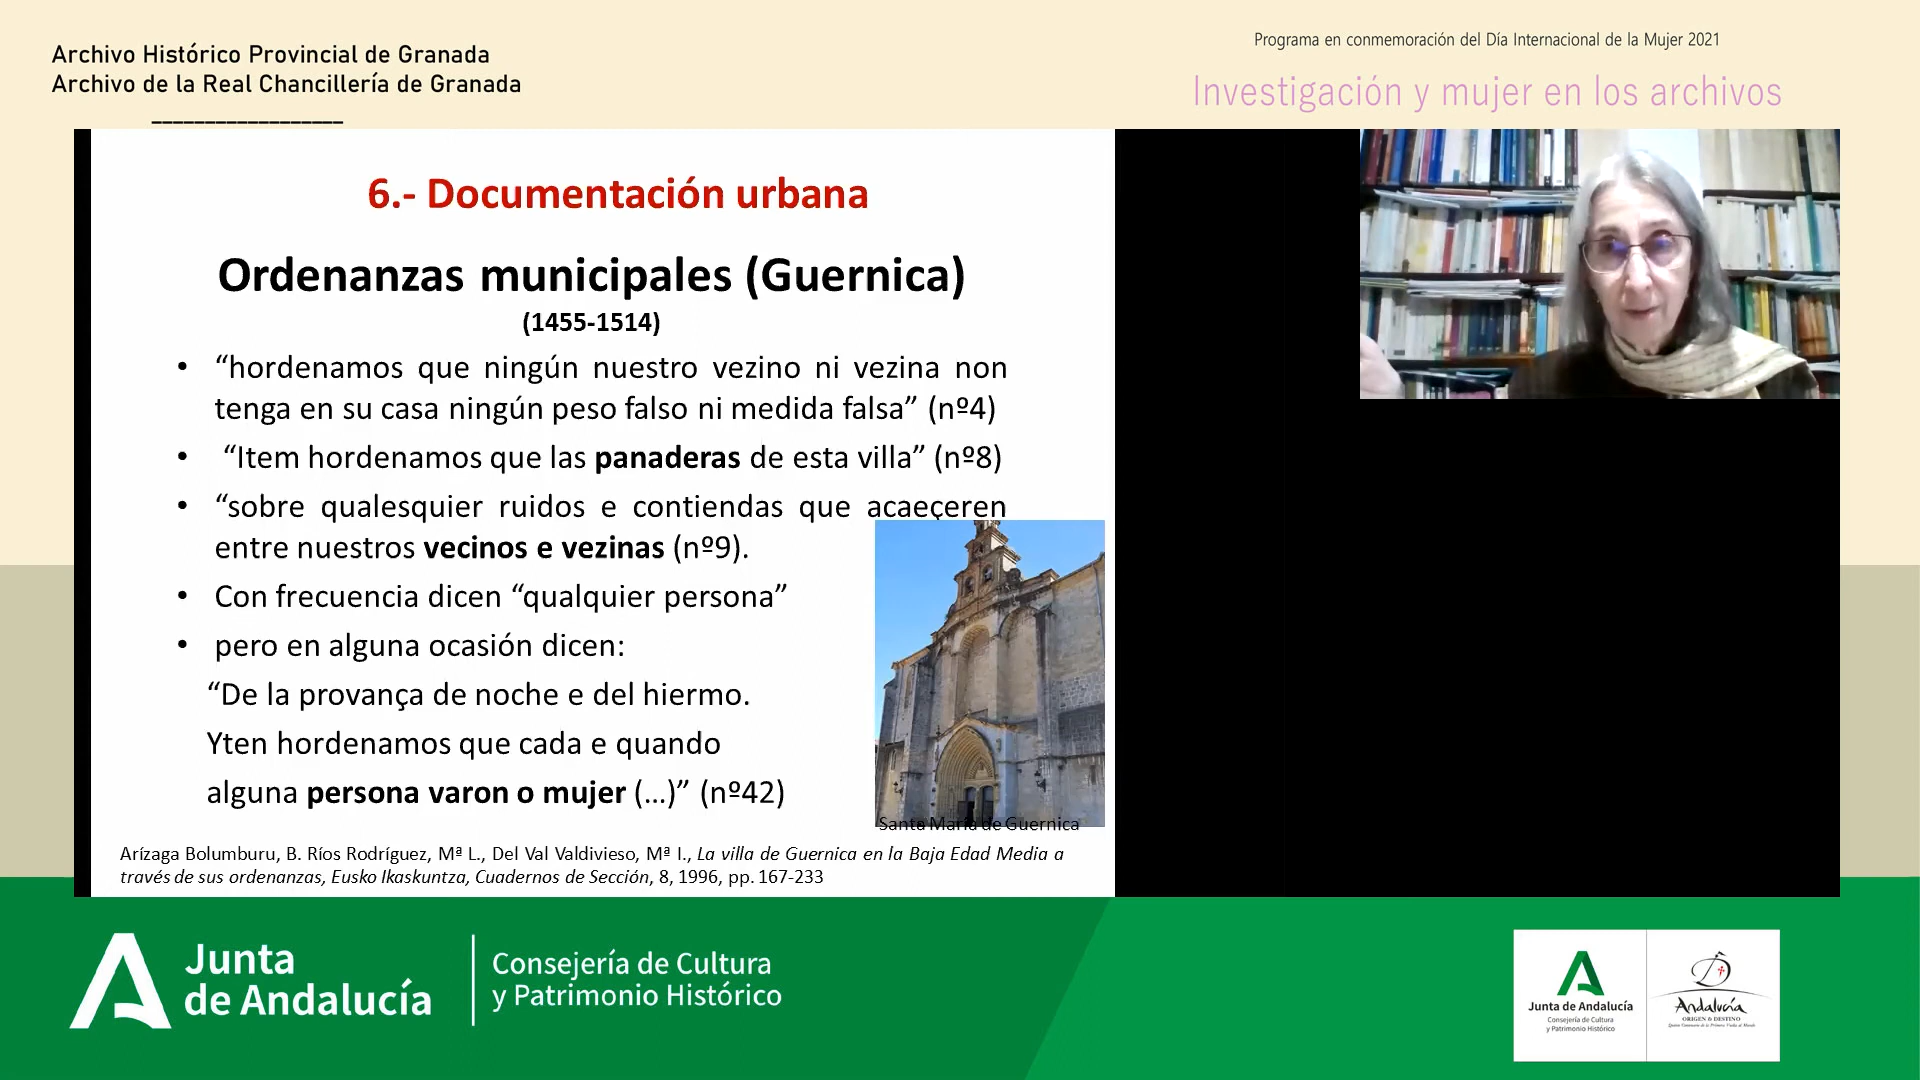 Archivo Histórico Provincial de Granada
Archivo de la Real Chancillería de Granada
Programa en conmemoración del Día Internacional de la Mujer 2021
Investigación y mujer en los archivos
6.- Documentación urbana
Ordenanzas municipales (Guernica)
(1455-1514)
• “hordenamos que ningún nuestro vezino ni vezina non
tenga en su casa ningún peso falso ni medida falsa” (nº4)
• “Item hordenamos que las panaderas de esta villa” (nº8)
• “sobre qualesquier ruidos e contiendas que acaeçeren
entre nuestros vecinos e vezinas (nº9).
• Con frecuencia dicen “qualquier persona”
• pero en alguna ocasión dicen:
“De la provança de noche e del hiermo.
Yten hordenamos que cada e quando
alguna persona varon o mujer (...)” (nº42)
Santa María de Guernica
Arízaga Bolumburu, B. Ríos Rodríguez, Mª L., Del Val Valdivieso, Mª I., La villa de Guernica en la Baja Edad Media a
través de sus ordenanzas, Eusko Ikaskuntza, Cuadernos de Sección, 8, 1996, pp. 167-233
Junta
de Andalucía
Consejería de Cultura
y Patrimonio Histórico
Junta de Andalucía
Consejería de Cultura
y Patrimonio Histórico
Andalucía
ORIGEN & DESTINO
Quinto Centenario de la Primera Vuelta al Mundo